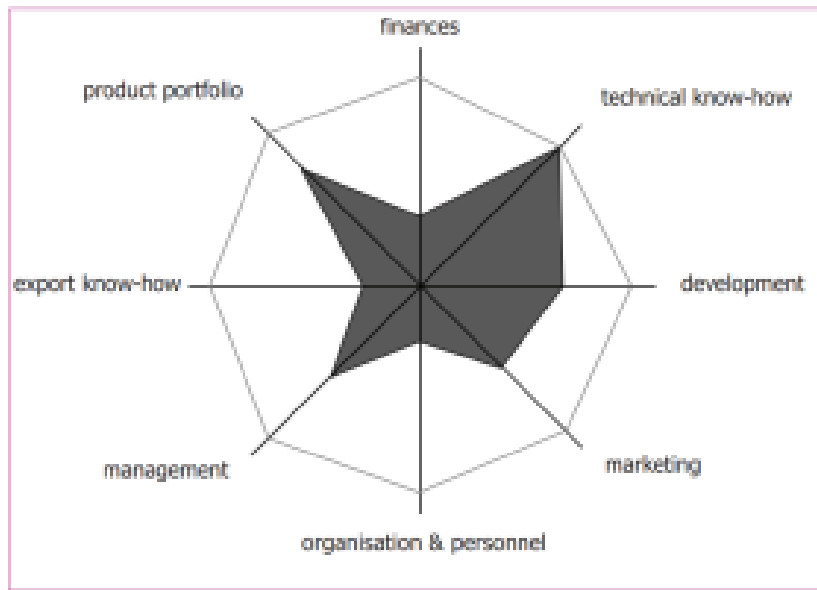 finances
product portfolio
technical know-how
export know-how
development
management
marketing
organisation & personnel